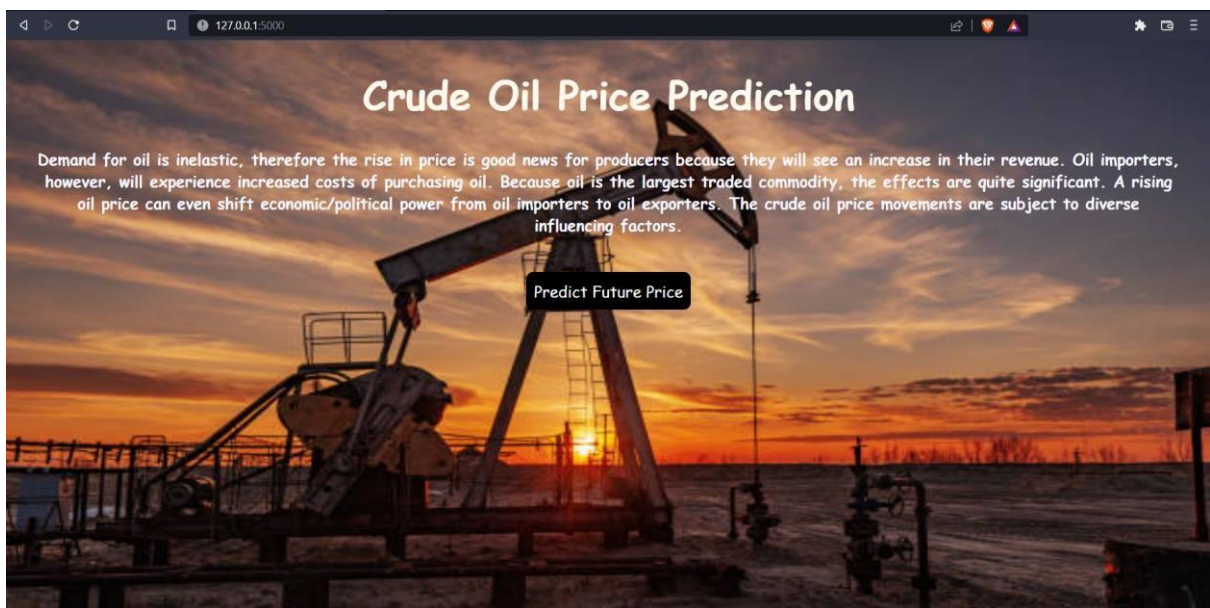 127.0.0.1:5000
Crude Oil Price Prediction
Demand for oil is inelastic, therefore the rise in price is good news for producers because they will see an increase in their revenue. Oil importers,
however, will experience increased costs of purchasing oil. Because oil is the largest traded commodity, the effects are quite significant. A rising
oil price can even shift economic/political power from oil importers to oil exporters. The crude oil price movements are subject to diverse
influencing factors.
Predict Future Price